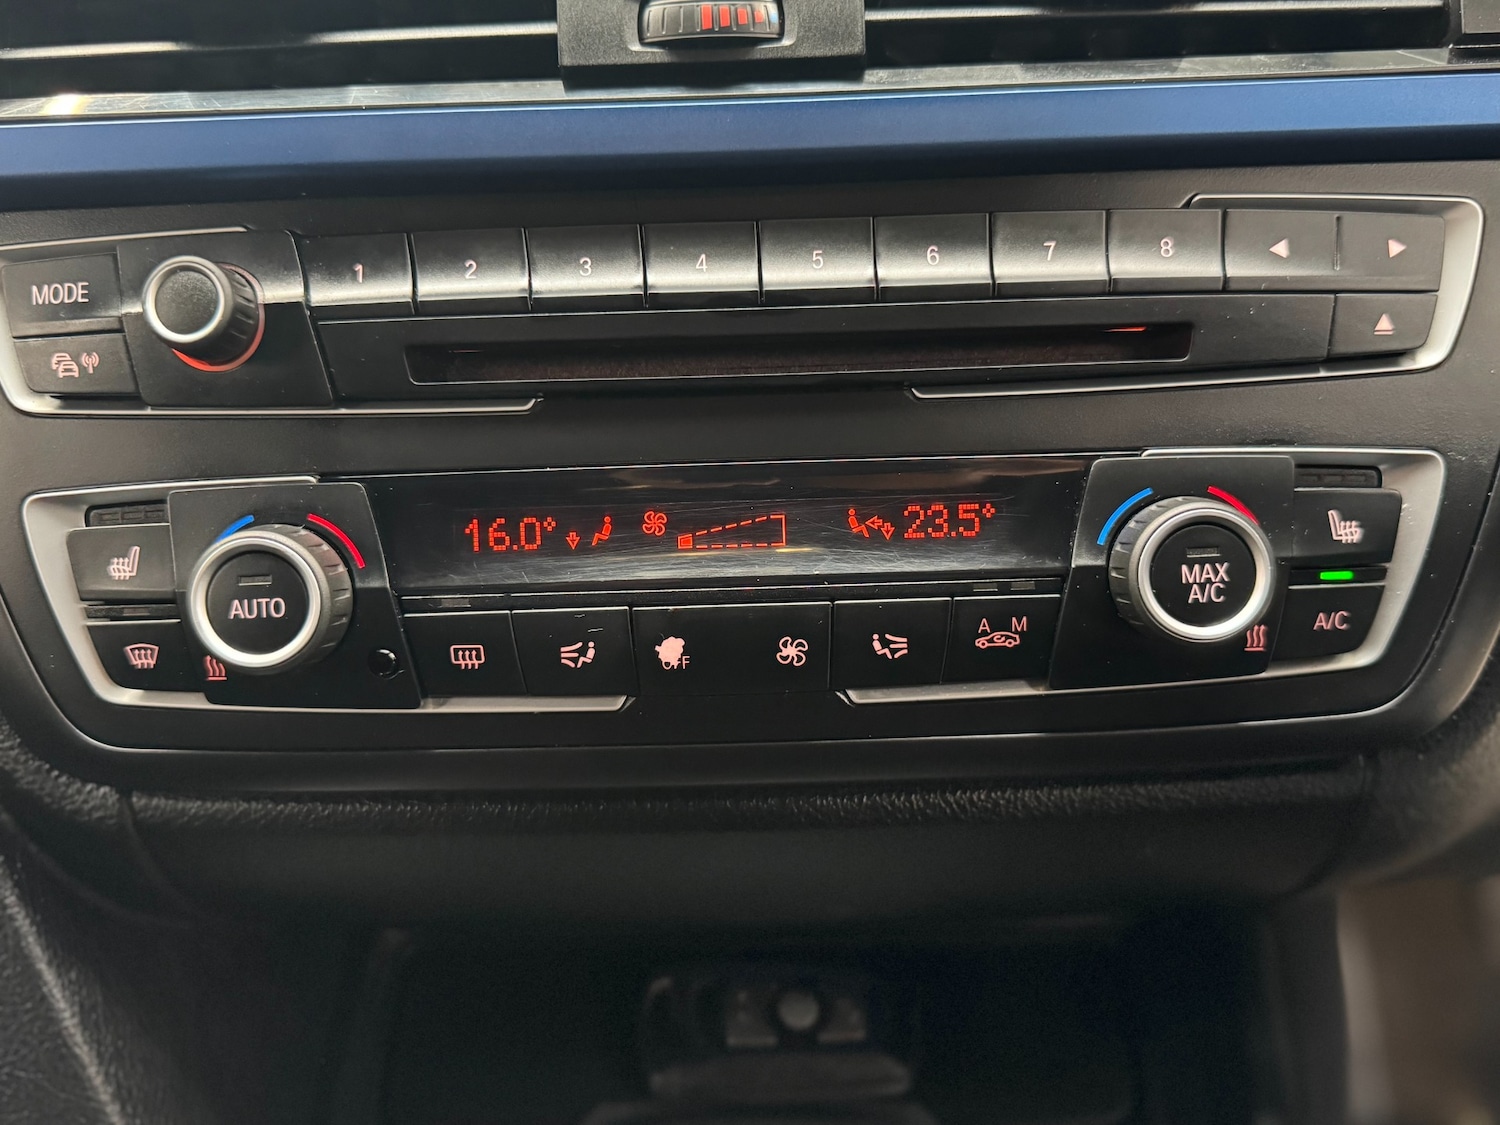 MODE
1 2 3 4 5 6 7 8
16.0° 23.5°
AUTO
OFF
A M
MAX
A/C
A/C